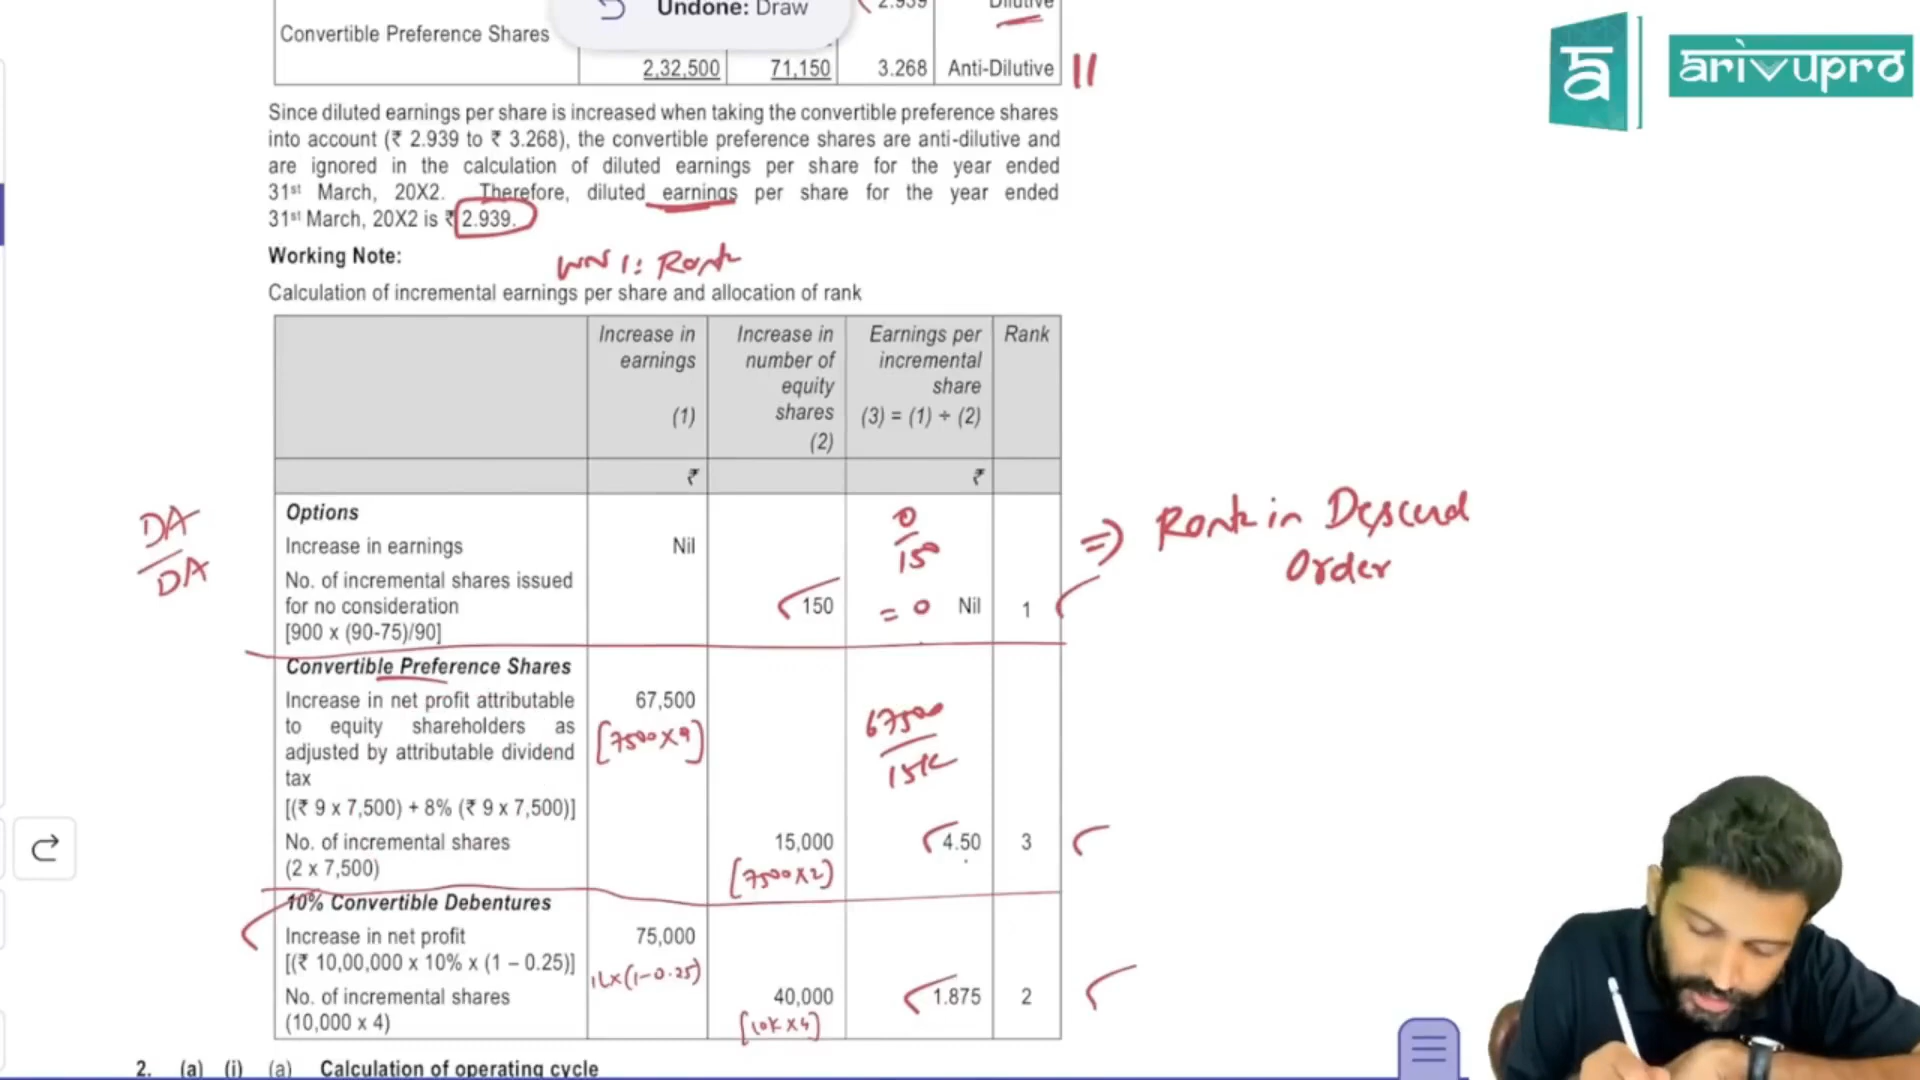 Undone: Draw
2.939 Dilutive
Convertible Preference Shares
2,32,500 71,150 3.268 Anti-Dilutive
arivupro
Since diluted earnings per share is increased when taking the convertible preference shares
into account (₹ 2.939 to ₹ 3.268), the convertible preference shares are anti-dilutive and
are ignored in the calculation of diluted earnings per share for the year ended
31st March, 20X2. Therefore, diluted earnings per share for the year ended
31st March, 20X2 is ₹ 2.939.
Working Note:
WN 1: Rank
Calculation of incremental earnings per share and allocation of rank
Increase in earnings (1)
Increase in number of equity shares (2)
Earnings per incremental share (3) = (1) ÷ (2)
Rank
₹ ₹
Options
Increase in earnings Nil
0/150
No. of incremental shares issued
for no consideration 150 = 0 Nil 1
[900 x (90-75)/90]
DA/DA
⇒ Rank in Descend
Order
Convertible Preference Shares
Increase in net profit attributable 67,500
to equity shareholders as
adjusted by attributable dividend
tax
[7500x9]
67500/15K
[(₹ 9 x 7,500) + 8% (₹ 9 x 7,500)]
No. of incremental shares 15,000 4.50 3
(2 x 7,500) [7500x2]
10% Convertible Debentures
Increase in net profit 75,000
[(₹ 10,00,000 x 10% x (1 – 0.25)] 1Lx(1-0.25)
No. of incremental shares 40,000 1.875 2
(10,000 x 4) [10Kx4]
2. (a) (i) (a) Calculation of operating cycle